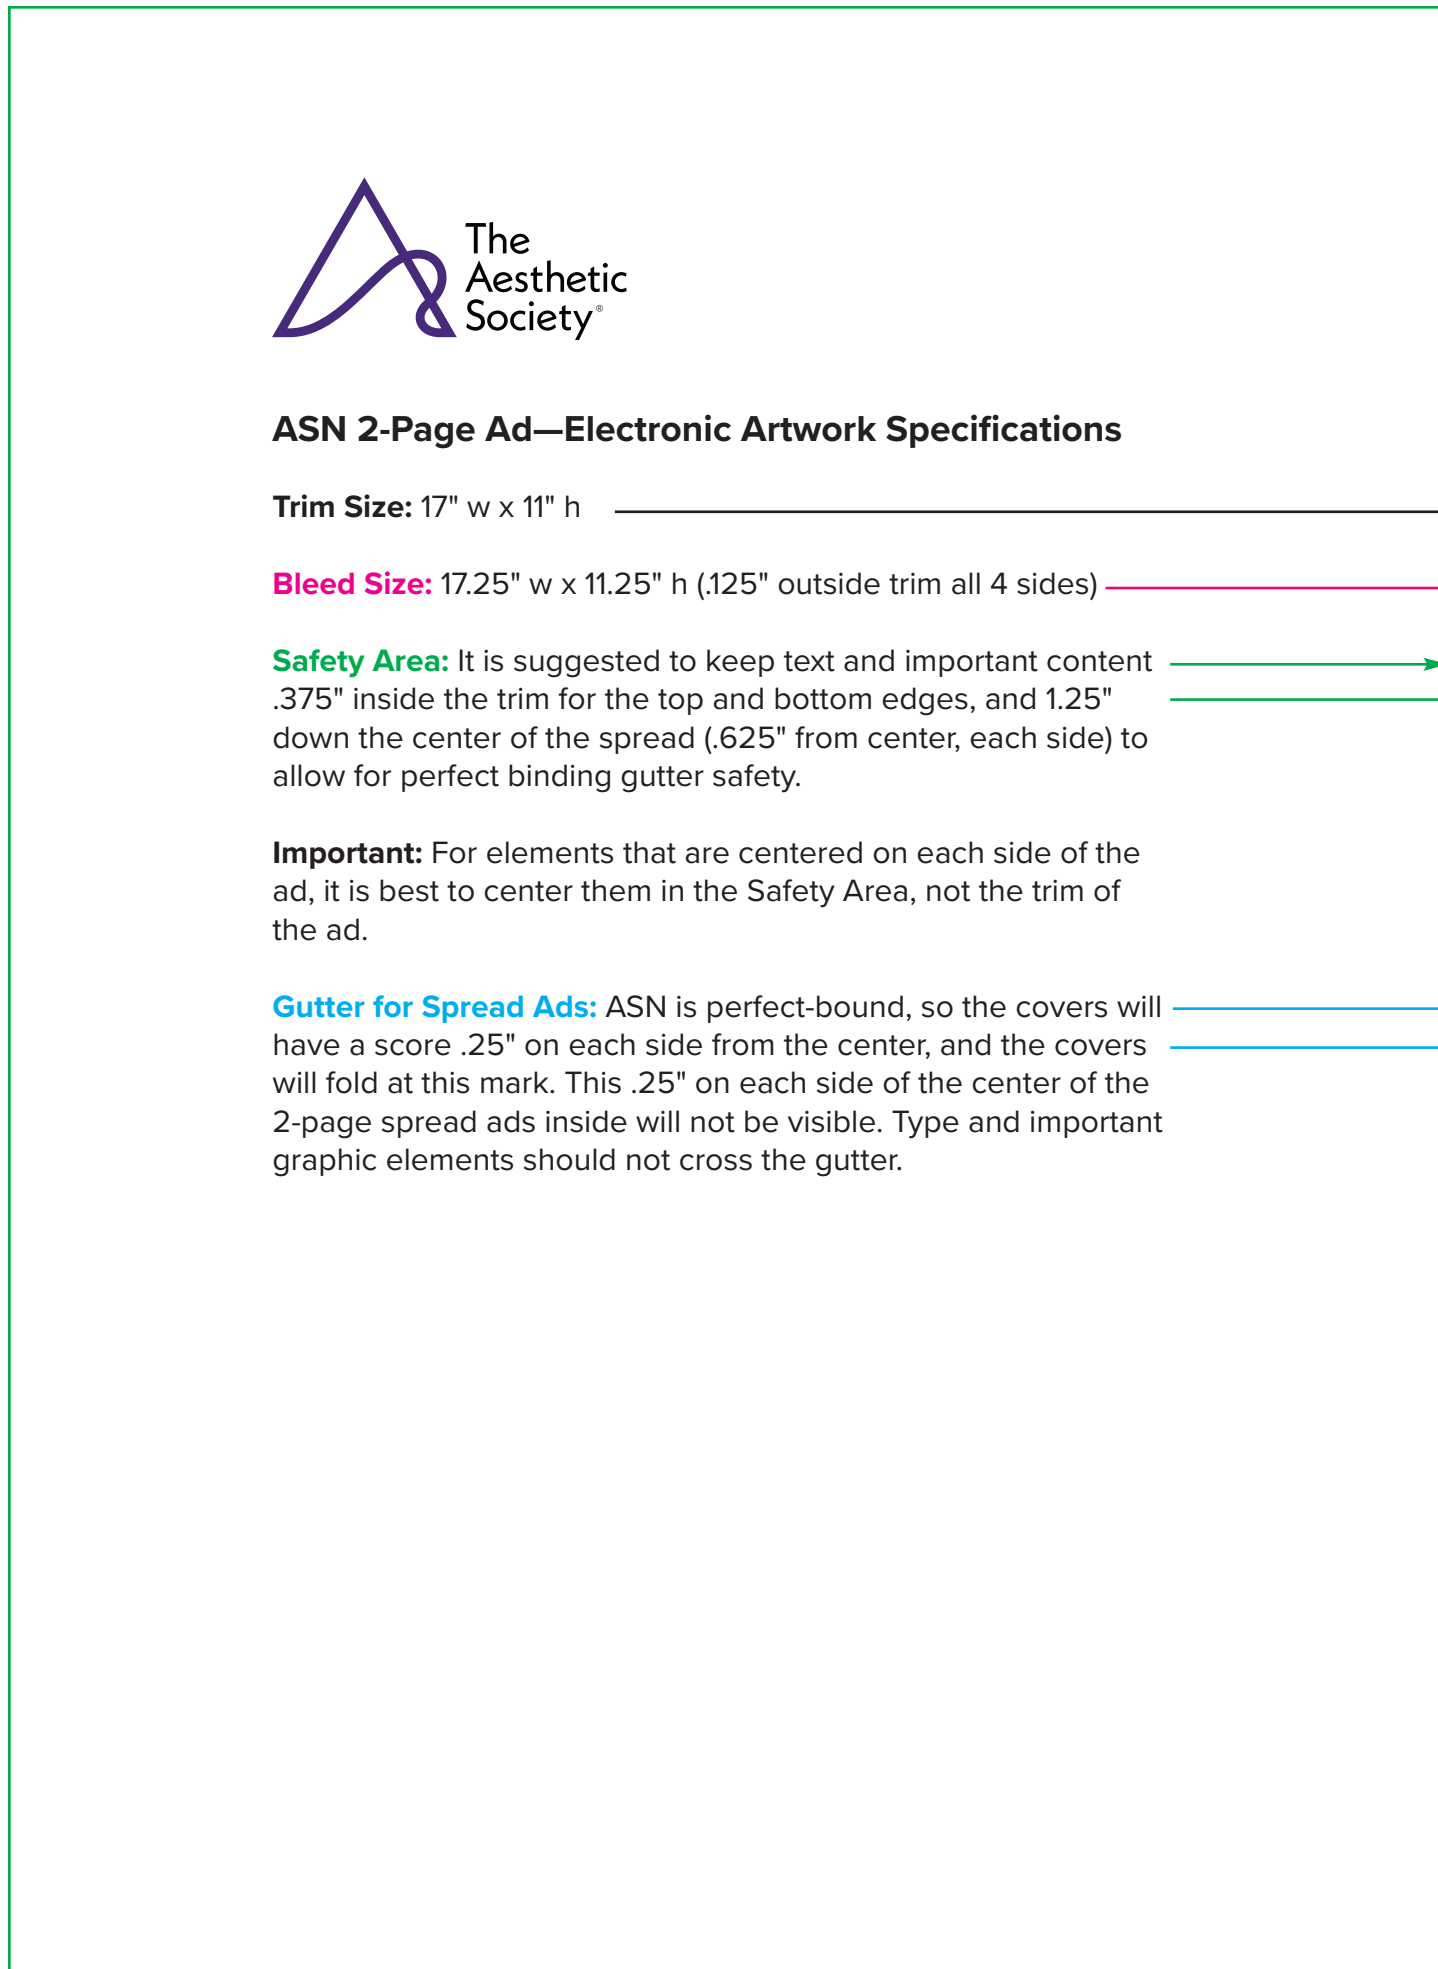 The
Aesthetic
Society®
ASN 2-Page Ad—Electronic Artwork Specifications
Trim Size: 17" w x 11" h
Bleed Size: 17.25" w x 11.25" h (.125" outside trim all 4 sides)
Safety Area: It is suggested to keep text and important content
.375" inside the trim for the top and bottom edges, and 1.25"
down the center of the spread (.625" from center, each side) to
allow for perfect binding gutter safety.
Important: For elements that are centered on each side of the
ad, it is best to center them in the Safety Area, not the trim of
the ad.
Gutter for Spread Ads: ASN is perfect-bound, so the covers will
have a score .25" on each side from the center, and the covers
will fold at this mark. This .25" on each side of the center of the
2-page spread ads inside will not be visible. Type and important
graphic elements should not cross the gutter.